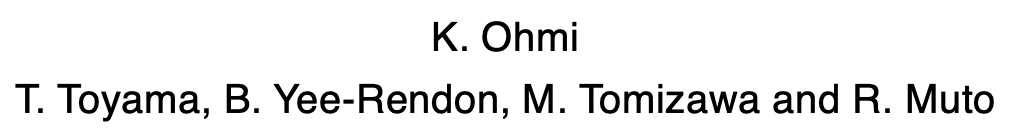 K. Ohmi
T. Toyama, B. Yee-Rendon, M. Tomizawa and R. Muto